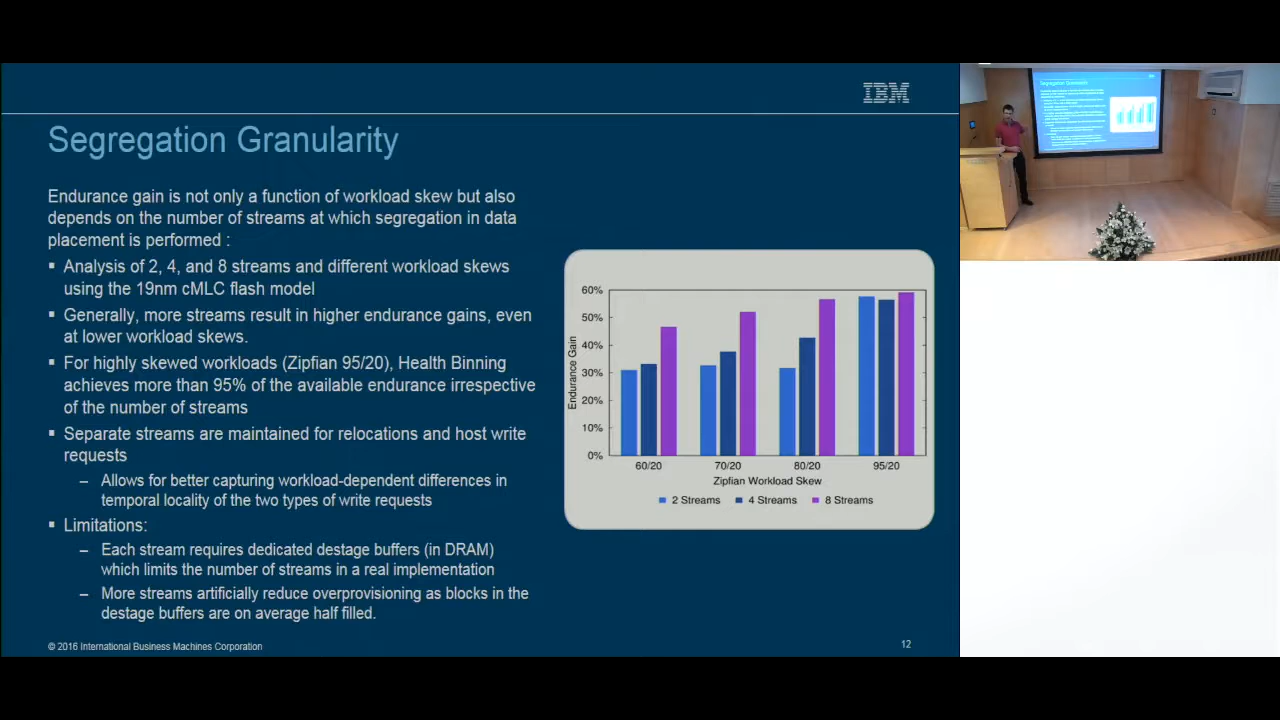 IBM
Segregation Granularity
Endurance gain is not only a function of workload skew but also
depends on the number of streams at which segregation in data
placement is performed :
▪ Analysis of 2, 4, and 8 streams and different workload skews
using the 19nm cMLC flash model
▪ Generally, more streams result in higher endurance gains, even
at lower workload skews.
▪ For highly skewed workloads (Zipfian 95/20), Health Binning
achieves more than 95% of the available endurance irrespective
of the number of streams
▪ Separate streams are maintained for relocations and host write
requests
– Allows for better capturing workload-dependent differences in
temporal locality of the two types of write requests
▪ Limitations:
– Each stream requires dedicated destage buffers (in DRAM)
which limits the number of streams in a real implementation
– More streams artificially reduce overprovisioning as blocks in the
destage buffers are on average half filled.
Endurance Gain
60%
50%
40%
30%
20%
10%
0%
60/20 70/20 80/20 95/20
Zipfian Workload Skew
2 Streams 4 Streams 8 Streams
© 2016 International Business Machines Corporation
12
Segregation Granularity